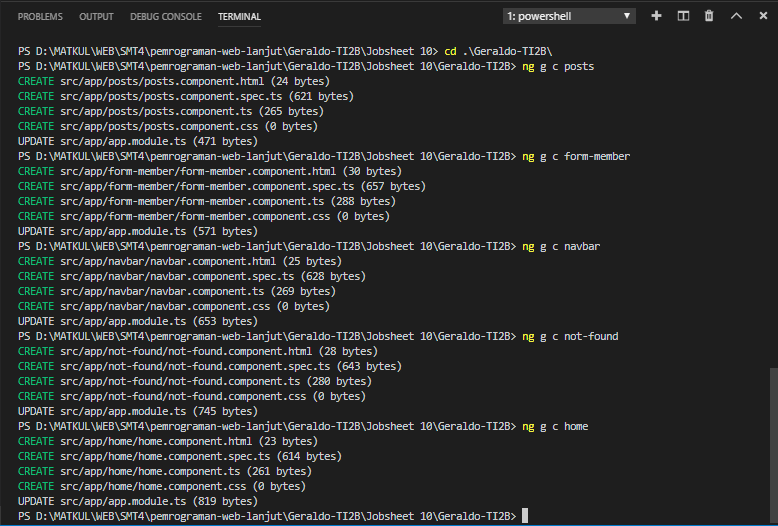 PROBLEMS OUTPUT DEBUG CONSOLE TERMINAL 1: powershell
PS D:\MATKUL\WEB\SMT4\pemrograman-web-lanjut\Geraldo-TI2B\Jobsheet 10> cd .\Geraldo-TI2B\
PS D:\MATKUL\WEB\SMT4\pemrograman-web-lanjut\Geraldo-TI2B\Jobsheet 10\Geraldo-TI2B> ng g c posts
CREATE src/app/posts/posts.component.html (24 bytes)
CREATE src/app/posts/posts.component.spec.ts (621 bytes)
CREATE src/app/posts/posts.component.ts (265 bytes)
CREATE src/app/posts/posts.component.css (0 bytes)
UPDATE src/app/app.module.ts (471 bytes)
PS D:\MATKUL\WEB\SMT4\pemrograman-web-lanjut\Geraldo-TI2B\Jobsheet 10\Geraldo-TI2B> ng g c form-member
CREATE src/app/form-member/form-member.component.html (30 bytes)
CREATE src/app/form-member/form-member.component.spec.ts (657 bytes)
CREATE src/app/form-member/form-member.component.ts (288 bytes)
CREATE src/app/form-member/form-member.component.css (0 bytes)
UPDATE src/app/app.module.ts (571 bytes)
PS D:\MATKUL\WEB\SMT4\pemrograman-web-lanjut\Geraldo-TI2B\Jobsheet 10\Geraldo-TI2B> ng g c navbar
CREATE src/app/navbar/navbar.component.html (25 bytes)
CREATE src/app/navbar/navbar.component.spec.ts (628 bytes)
CREATE src/app/navbar/navbar.component.ts (269 bytes)
CREATE src/app/navbar/navbar.component.css (0 bytes)
UPDATE src/app/app.module.ts (653 bytes)
PS D:\MATKUL\WEB\SMT4\pemrograman-web-lanjut\Geraldo-TI2B\Jobsheet 10\Geraldo-TI2B> ng g c not-found
CREATE src/app/not-found/not-found.component.html (28 bytes)
CREATE src/app/not-found/not-found.component.spec.ts (643 bytes)
CREATE src/app/not-found/not-found.component.ts (280 bytes)
CREATE src/app/not-found/not-found.component.css (0 bytes)
UPDATE src/app/app.module.ts (745 bytes)
PS D:\MATKUL\WEB\SMT4\pemrograman-web-lanjut\Geraldo-TI2B\Jobsheet 10\Geraldo-TI2B> ng g c home
CREATE src/app/home/home.component.html (23 bytes)
CREATE src/app/home/home.component.spec.ts (614 bytes)
CREATE src/app/home/home.component.ts (261 bytes)
CREATE src/app/home/home.component.css (0 bytes)
UPDATE src/app/app.module.ts (819 bytes)
PS D:\MATKUL\WEB\SMT4\pemrograman-web-lanjut\Geraldo-TI2B\Jobsheet 10\Geraldo-TI2B>